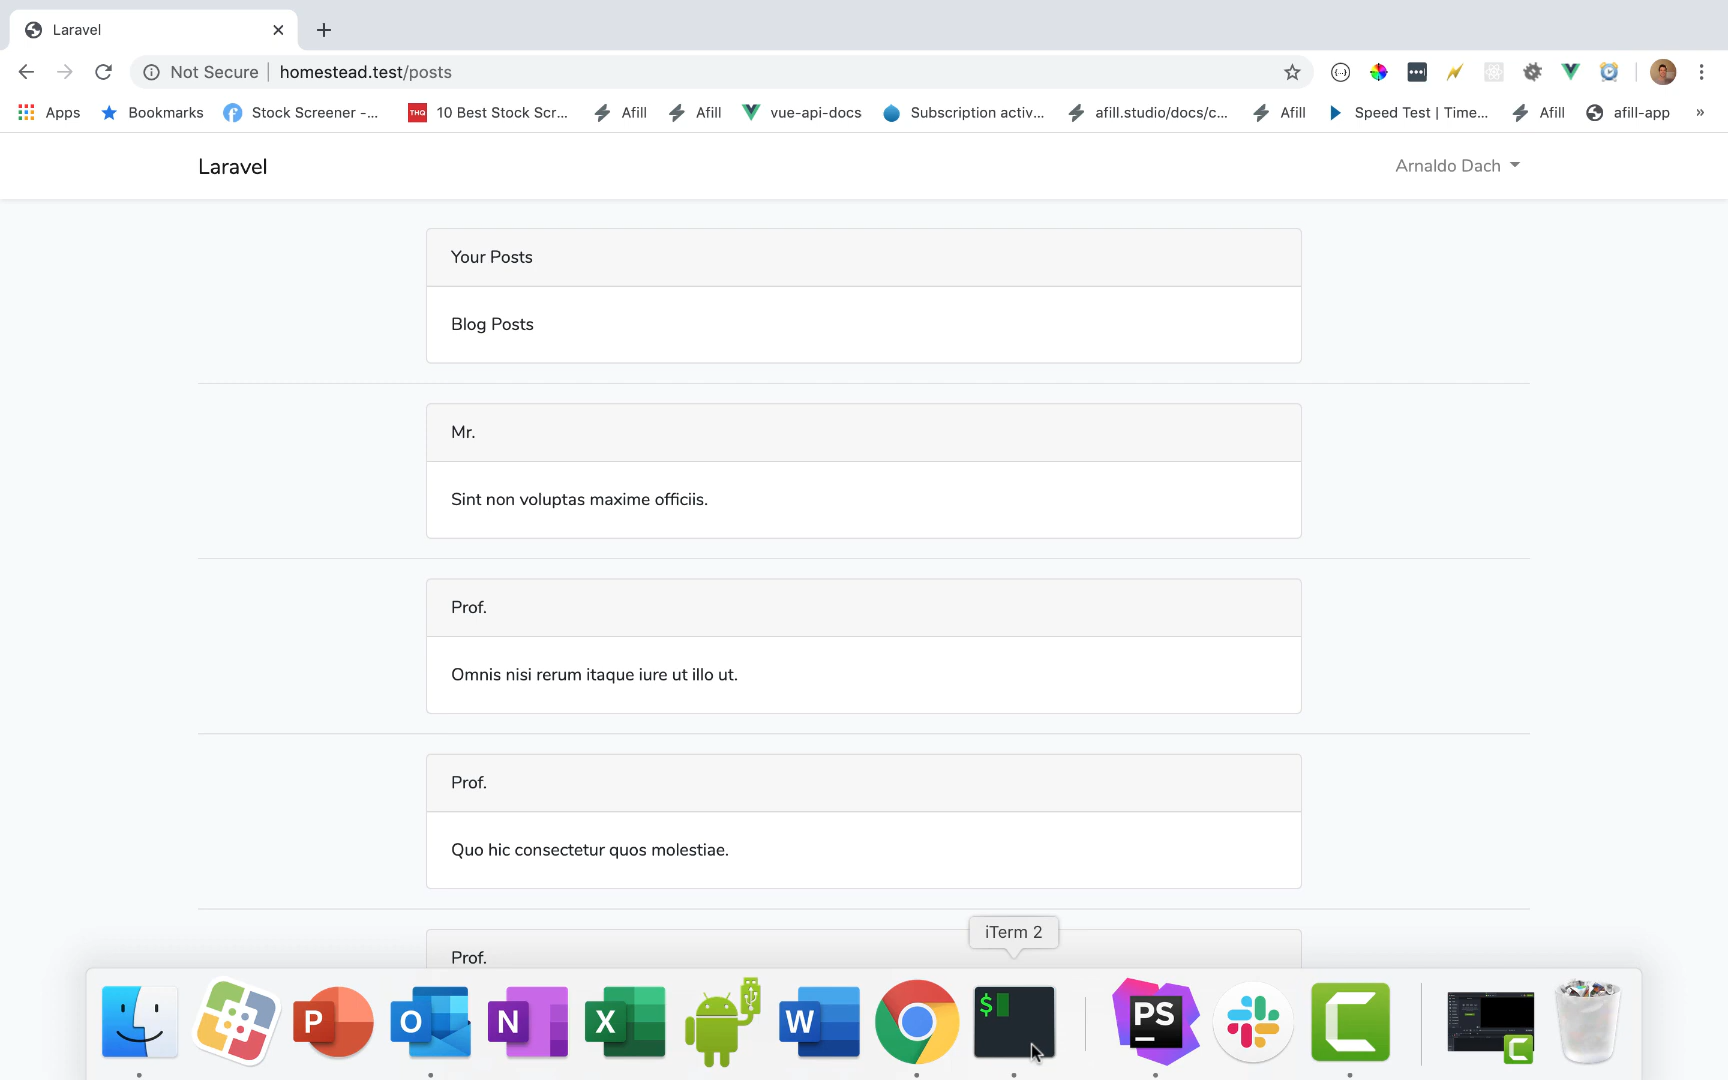 Laravel
Not Secure homestead.test/posts
Apps Bookmarks Stock Screener -... THQ 10 Best Stock Scr... Afill Afill vue-api-docs Subscription activ... afill.studio/docs/c... Afill Speed Test | Time... Afill afill-app »
Laravel Arnaldo Dach
Your Posts
Blog Posts
Mr.
Sint non voluptas maxime officiis.
Prof.
Omnis nisi rerum itaque iure ut illo ut.
Prof.
Quo hic consectetur quos molestiae.
iTerm 2
Prof.
P O N X W $ PS C